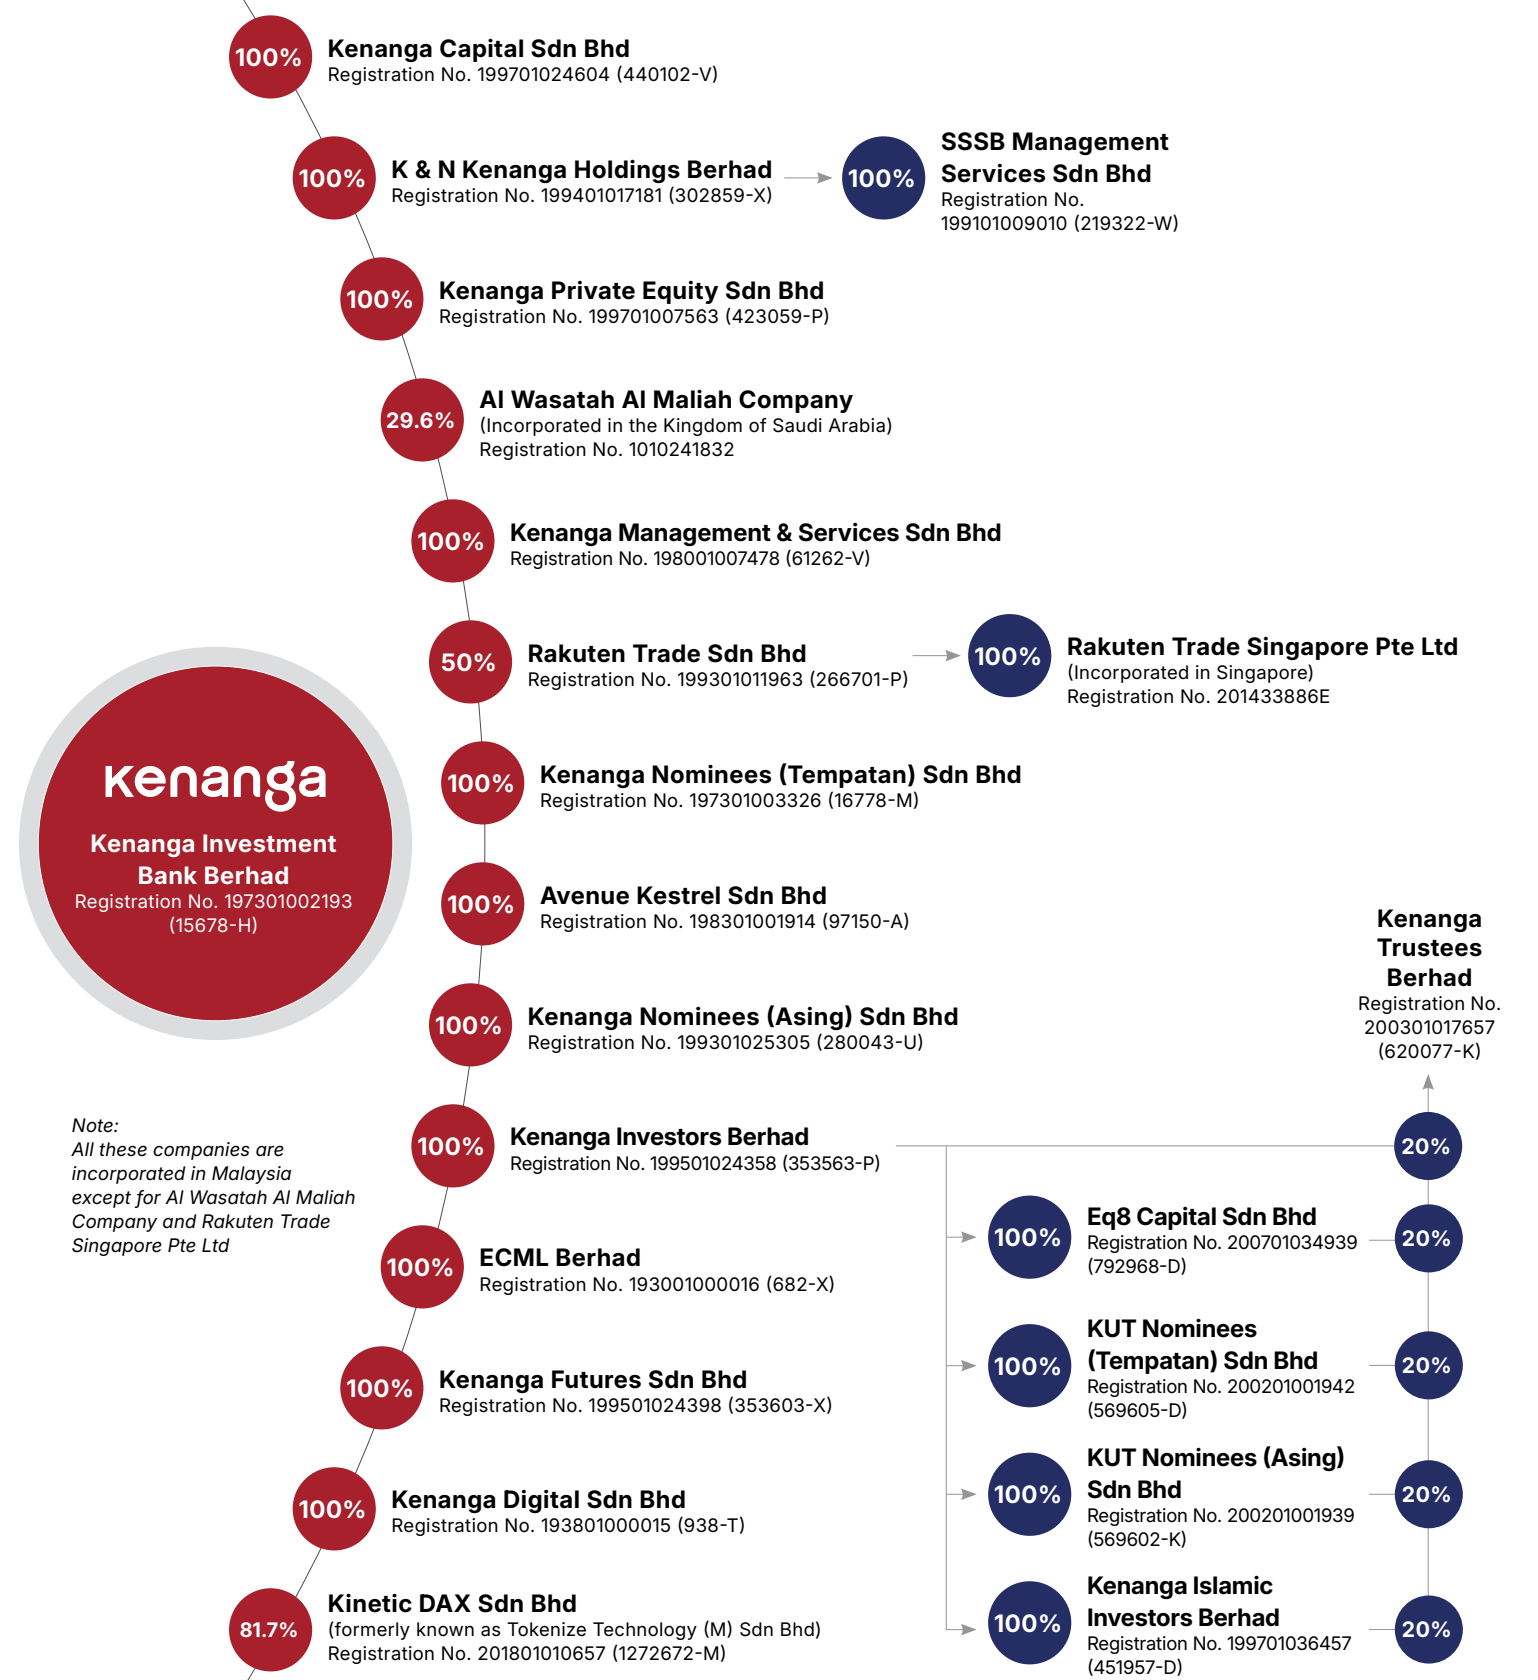 100%
Kenanga Capital Sdn Bhd
Registration No. 199701024604 (440102-V)
100%
K & N Kenanga Holdings Berhad
Registration No. 199401017181 (302859-X)
100%
SSSB Management
Services Sdn Bhd
Registration No.
199101009010 (219322-W)
100%
Kenanga Private Equity Sdn Bhd
Registration No. 199701007563 (423059-P)
29.6%
Al Wasatah Al Maliah Company
(Incorporated in the Kingdom of Saudi Arabia)
Registration No. 1010241832
100%
Kenanga Management & Services Sdn Bhd
Registration No. 198001007478 (61262-V)
50%
Rakuten Trade Sdn Bhd
Registration No. 199301011963 (266701-P)
100%
Rakuten Trade Singapore Pte Ltd
(Incorporated in Singapore)
Registration No. 201433886E
kenanga
Kenanga Investment
Bank Berhad
Registration No. 197301002193
(15678-H)
100%
Kenanga Nominees (Tempatan) Sdn Bhd
Registration No. 197301003326 (16778-M)
100%
Avenue Kestrel Sdn Bhd
Registration No. 198301001914 (97150-A)
100%
Kenanga Nominees (Asing) Sdn Bhd
Registration No. 199301025305 (280043-U)
Kenanga
Trustees
Berhad
Registration No.
200301017657
(620077-K)
Note:
All these companies are
incorporated in Malaysia
except for Al Wasatah Al Maliah
Company and Rakuten Trade
Singapore Pte Ltd
100%
Kenanga Investors Berhad
Registration No. 199501024358 (353563-P)
20%
100%
Eq8 Capital Sdn Bhd
Registration No. 200701034939
(792968-D)
20%
100%
KUT Nominees
(Tempatan) Sdn Bhd
Registration No. 200201001942
(569605-D)
20%
100%
KUT Nominees (Asing)
Sdn Bhd
Registration No. 200201001939
(569602-K)
20%
100%
Kenanga Islamic
Investors Berhad
Registration No. 199701036457
(451957-D)
20%
100%
ECML Berhad
Registration No. 193001000016 (682-X)
100%
Kenanga Futures Sdn Bhd
Registration No. 199501024398 (353603-X)
100%
Kenanga Digital Sdn Bhd
Registration No. 193801000015 (938-T)
81.7%
Kinetic DAX Sdn Bhd
(formerly known as Tokenize Technology (M) Sdn Bhd)
Registration No. 201801010657 (1272672-M)